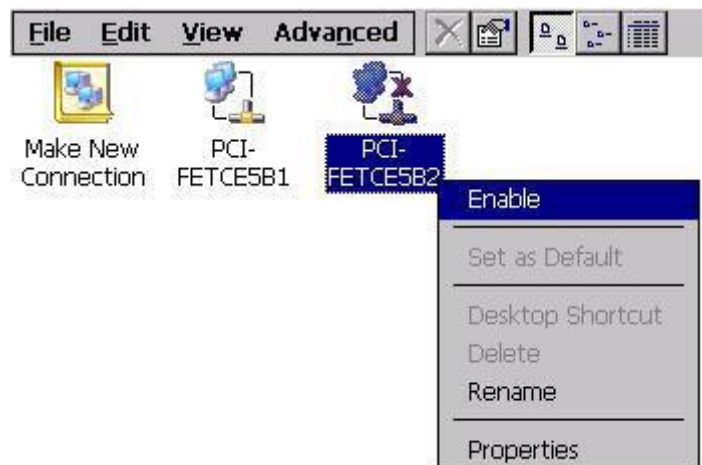 File Edit View Advanced
Make New Connection
PCI-FETCE5B1
PCI-FETCE5B2
Enable
Set as Default
Desktop Shortcut
Delete
Rename
Properties